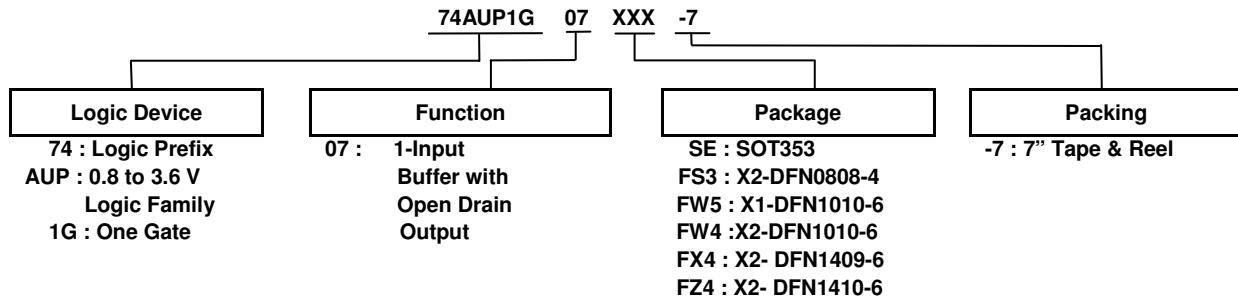 74AUP1G 07 XXX -7
Logic Device
74 : Logic Prefix
AUP : 0.8 to 3.6 V
Logic Family
1G : One Gate
Function
07 : 1-Input
Buffer with
Open Drain
Output
Package
SE : SOT353
FS3 : X2-DFN0808-4
FW5 : X1-DFN1010-6
FW4 :X2-DFN1010-6
FX4 : X2- DFN1409-6
FZ4 : X2- DFN1410-6
Packing
-7 : 7” Tape & Reel